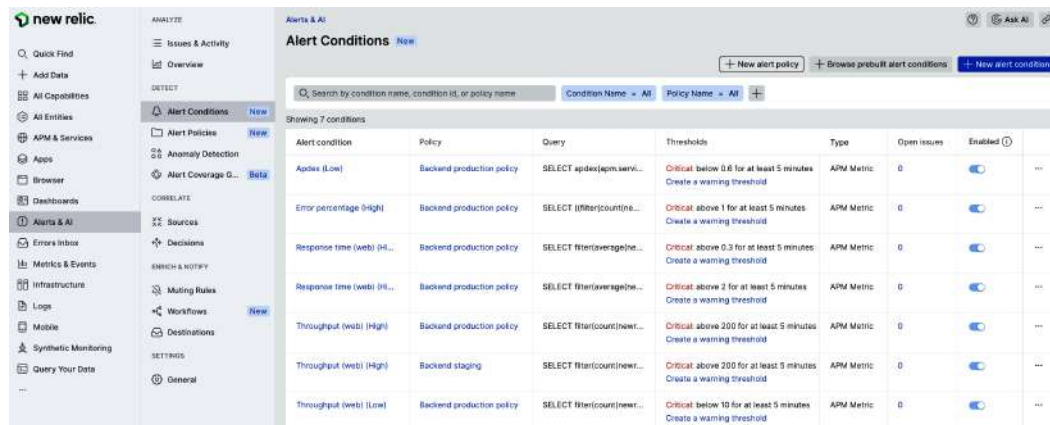 new relic.
Quick Find
Add Data
All Capabilities
All Entities
APM & Services
Apps
Browser
Dashboards
Alerts & AI
Errors Inbox
Metrics & Events
Infrastructure
Logs
Mobile
Synthetic Monitoring
Query Your Data
...
ANALYZE
Issues & Activity
Overview
DETECT
Alert Conditions New
Alert Policies New
Anomaly Detection
Alert Coverage G... Beta
CORRELATE
Sources
Decisions
ENRICH & NOTIFY
Muting Rules
Workflows New
Destinations
SETTINGS
General
Alerts & AI
Ask AI
Alert Conditions New
+ New alert policy + Browse prebuilt alert conditions + New alert condition
Search by condition name, condition id, or policy name Condition Name = All Policy Name = All +
Showing 7 conditions
Alert condition Policy Query Thresholds Type Open issues Enabled
Apdex (Low) Backend production policy SELECT apdex(apm.servi... Critical: below 0.6 for at least 5 minutes APM Metric 0 ...
Create a warning threshold
Error percentage (High) Backend production policy SELECT ((filter(count(ne... Critical: above 1 for at least 5 minutes APM Metric 0 ...
Create a warning threshold
Response time (web) (Hi... Backend production policy SELECT filter(average(ne... Critical: above 0.3 for at least 5 minutes APM Metric 0 ...
Create a warning threshold
Response time (web) (Hi... Backend production policy SELECT filter(average(ne... Critical: above 2 for at least 5 minutes APM Metric 0 ...
Create a warning threshold
Throughput (web) (High) Backend production policy SELECT filter(count(newr... Critical: above 200 for at least 5 minutes APM Metric 0 ...
Create a warning threshold
Throughput (web) (High) Backend staging SELECT filter(count(newr... Critical: above 200 for at least 5 minutes APM Metric 0 ...
Create a warning threshold
Throughput (web) (Low) Backend production policy SELECT filter(count(newr... Critical: below 10 for at least 5 minutes APM Metric 0 ...
Create a warning threshold